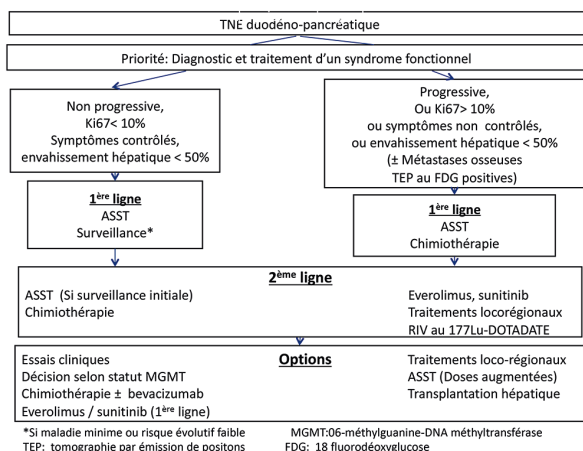 TNE duodéno-pancréatique
Priorité: Diagnostic et traitement d'un syndrome fonctionnel
Non progressive,
Ki67< 10%
Symptômes contrôlés,
envahissement hépatique < 50%
Progressive,
Ou Ki67> 10%
ou symptômes non contrôlés,
ou envahissement hépatique < 50%
(± Métastases osseuses
TEP au FDG positives)
1ère ligne
ASST
Surveillance*
1ère ligne
ASST
Chimiothérapie
2ème ligne
ASST (Si surveillance initiale)
Chimiothérapie
Everolimus, sunitinib
Traitements locorégionaux
RIV au 177Lu-DOTADATE
Options
Essais cliniques
Décision selon statut MGMT
Chimiothérapie ± bevacizumab
Everolimus / sunitinib (1ère ligne)
Traitements loco-régionaux
ASST (Doses augmentées)
Transplantation hépatique
*Si maladie minime ou risque évolutif faible
MGMT:06-méthylguanine-DNA méthyltransférase
TEP: tomographie par émission de positons
FDG: 18 fluorodéoxyglucose